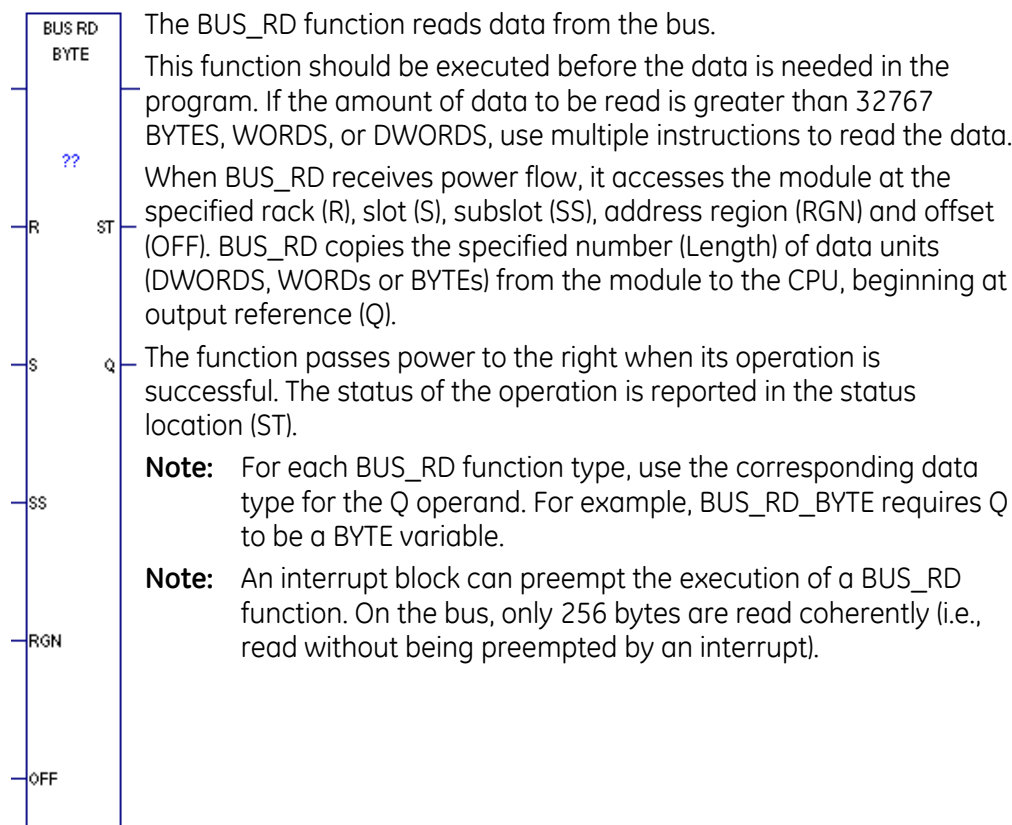 BUS RD
BYTE
??
R ST
S Q
SS
RGN
OFF
The BUS_RD function reads data from the bus.
This function should be executed before the data is needed in the
program. If the amount of data to be read is greater than 32767
BYTES, WORDS, or DWORDS, use multiple instructions to read the data.
When BUS_RD receives power flow, it accesses the module at the
specified rack (R), slot (S), subslot (SS), address region (RGN) and offset
(OFF). BUS_RD copies the specified number (Length) of data units
(DWORDS, WORDs or BYTEs) from the module to the CPU, beginning at
output reference (Q).
The function passes power to the right when its operation is
successful. The status of the operation is reported in the status
location (ST).
Note: For each BUS_RD function type, use the corresponding data
type for the Q operand. For example, BUS_RD_BYTE requires Q
to be a BYTE variable.
Note: An interrupt block can preempt the execution of a BUS_RD
function. On the bus, only 256 bytes are read coherently (i.e.,
read without being preempted by an interrupt).